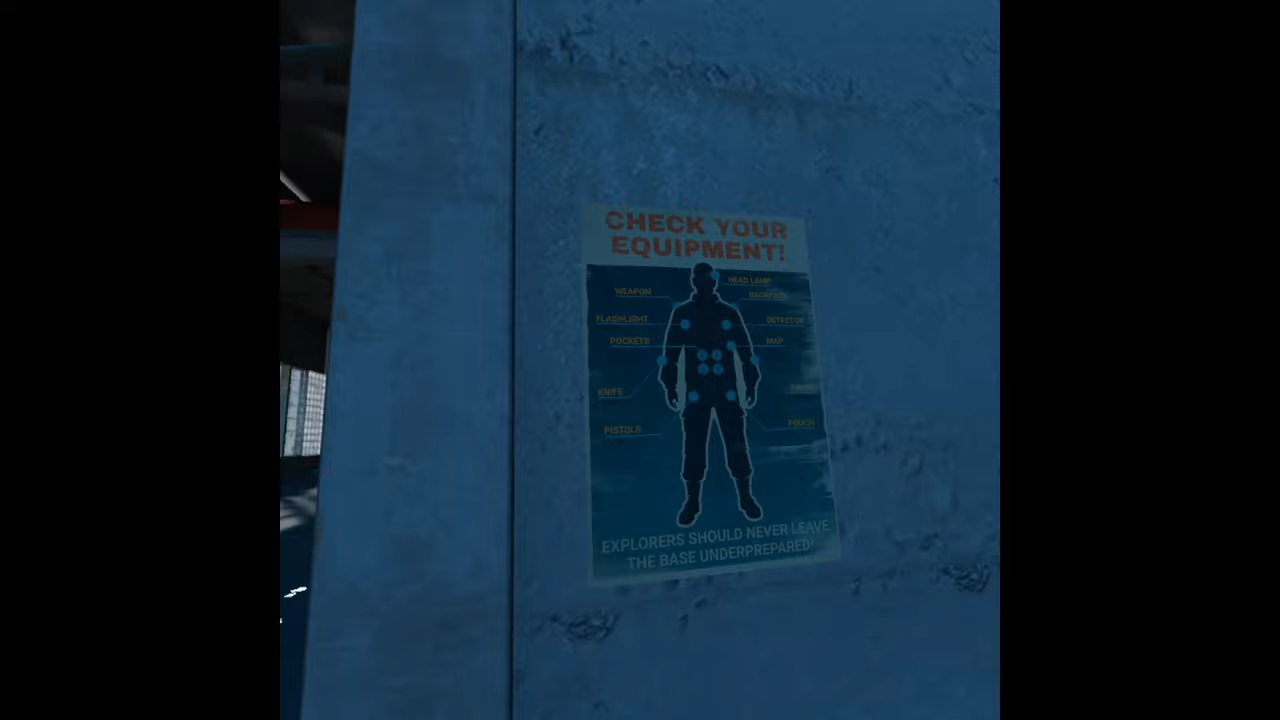 CHECK YOUR
EQUIPMENT!
HEAD LAMP
WEAPON
BACKPACK
FLASHLIGHT
DETECTOR
POCKETS
MAP
KNIFE
PISTOLS
POUCH
EXPLORERS SHOULD NEVER LEAVE
THE BASE UNDERPREPARED!